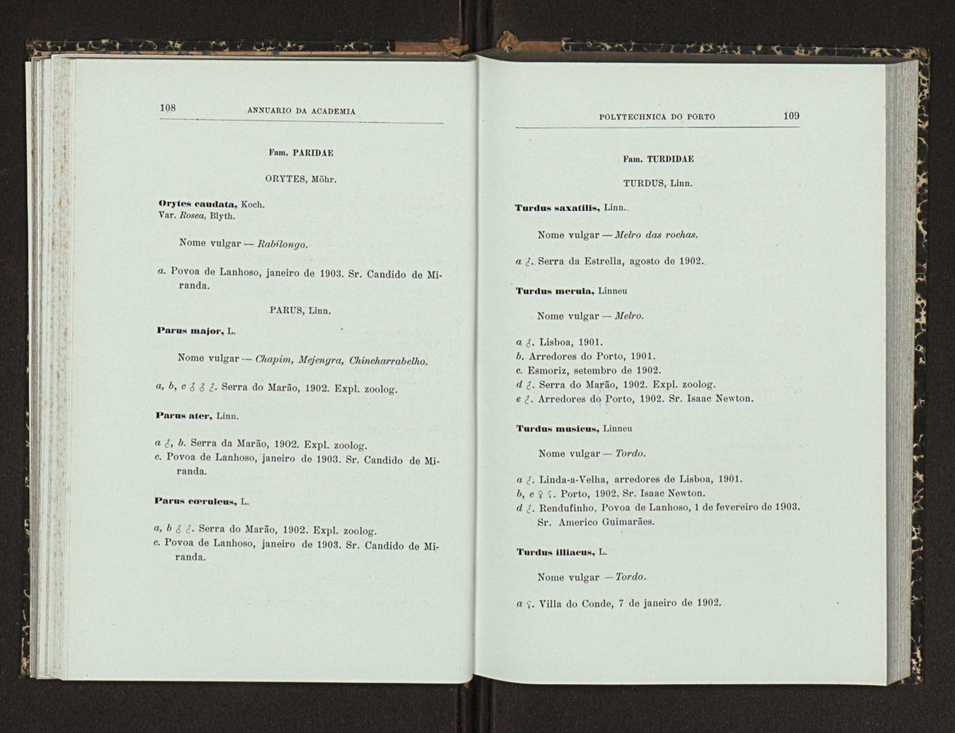 108 ANNUARIO DA ACADEMIA
Fam. PARIDAE
ORYTES, Möhr.
Orytes caudata, Koch.
Var. Rosea, Blyth.
Nome vulgar — Rabilongo.
a. Povoa de Lanhoso, janeiro de 1903. Sr. Candido de Mi-
randa.
PARUS, Linn.
Parus major, L.
Nome vulgar — Chapim, Mejengra, Chincharrabelho.
a, b, c ♂ ♂ ♂. Serra do Marão, 1902. Expl. zoolog.
Parus ater, Linn.
a ♂, b. Serra da Marão, 1902. Expl. zoolog.
c. Povoa de Lanhoso, janeiro de 1903. Sr. Candido de Mi-
randa.
Parus cœruleus, L.
a, b ♂ ♂. Serra do Marão, 1902. Expl. zoolog.
c. Povoa de Lanhoso, janeiro de 1903. Sr. Candido de Mi-
randa.
POLYTECHNICA DO PORTO 109
Fam. TURDIDAE
TURDUS, Linn.
Turdus saxatilis, Linn.
Nome vulgar — Melro das rochas.
a ♂. Serra da Estrella, agosto de 1902.
Turdus merula, Linneu
Nome vulgar — Melro.
a ♂. Lisboa, 1901.
b. Arredores do Porto, 1901.
c. Esmoriz, setembro de 1902.
d ♂. Serra do Marão, 1902. Expl. zoolog.
e ♂. Arredores do Porto, 1902. Sr. Isaac Newton.
Turdus musicus, Linneu
Nome vulgar — Tordo.
a ♂. Linda-a-Velha, arredores de Lisboa, 1901.
b, c ♀ ♀. Porto, 1902. Sr. Isaac Newton.
d ♂. Rendufinho, Povoa de Lanhoso, 1 de fevereiro de 1903.
Sr. Americo Guimarães.
Turdus illiacus, L.
Nome vulgar — Tordo.
a ♀. Villa do Conde, 7 de janeiro de 1902.